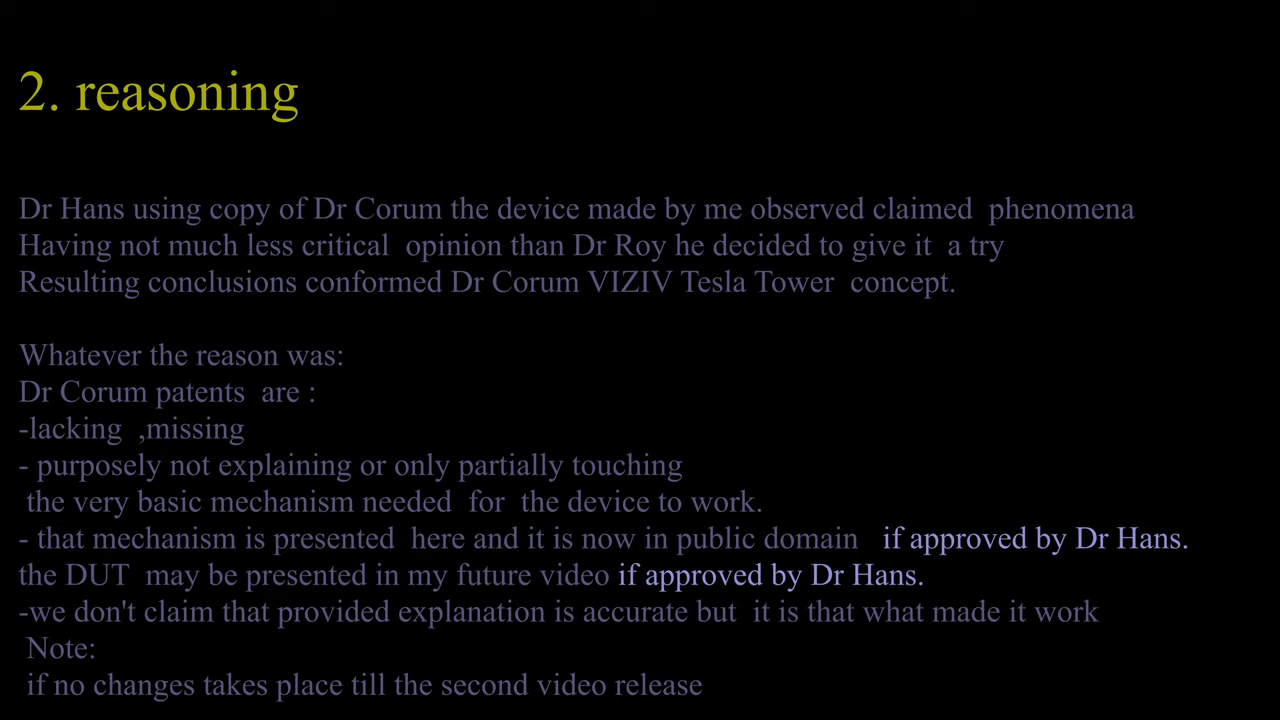 2. reasoning
Dr Hans using copy of Dr Corum the device made by me observed claimed  phenomena
Having not much less critical  opinion than Dr Roy he decided to give it  a try
Resulting conclusions conformed Dr Corum VIZIV Tesla Tower  concept.
Whatever the reason was:
Dr Corum patents  are :
-lacking  ,missing
- purposely not explaining or only partially touching
the very basic mechanism needed  for  the device to work.
- that mechanism is presented  here and it is now in public domain   if approved by Dr Hans.
the DUT  may be presented in my future video if approved by Dr Hans.
-we don't claim that provided explanation is accurate but  it is that what made it work
Note:
if no changes takes place till the second video release